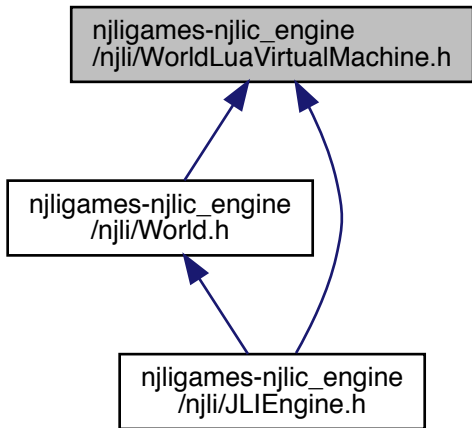 njligames-njlic_engine
/njli/WorldLuaVirtualMachine.h
njligames-njlic_engine
/njli/World.h
njligames-njlic_engine
/njli/JLIEngine.h